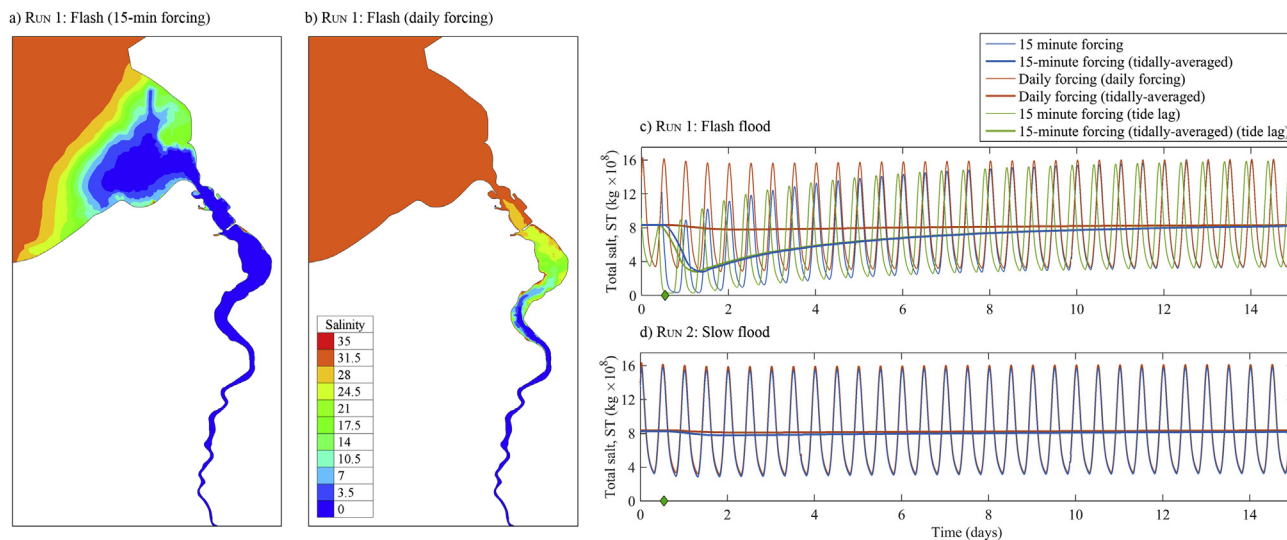 a) RUN 1: Flash (15-min forcing)
b) RUN 1: Flash (daily forcing)
Salinity
35
31.5
28
24.5
21
17.5
14
10.5
7
3.5
0
15 minute forcing
15-minute forcing (tidally-averaged)
Daily forcing (daily forcing)
Daily forcing (tidally-averaged)
15 minute forcing (tide lag)
15-minute forcing (tidally-averaged) (tide lag)
c) RUN 1: Flash flood
Total salt, ST (kg × 10⁸)
16
12
8
4
0
0 2 4 6 8 10 12 14
d) RUN 2: Slow flood
Total salt, ST (kg × 10⁸)
16
12
8
4
0
0 2 4 6 8 10 12 14
Time (days)